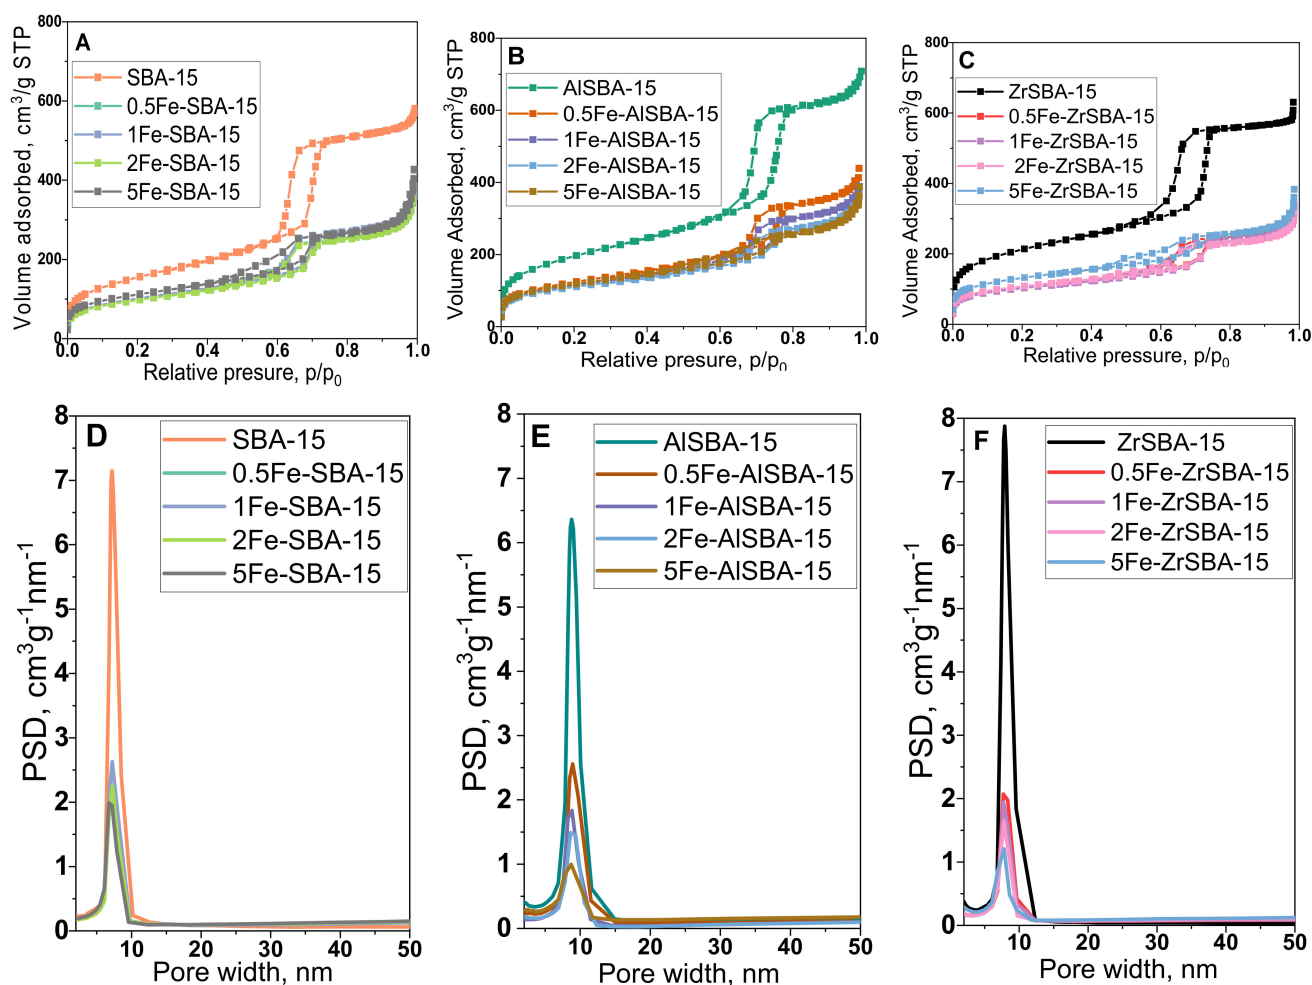 A
Volume adsorbed, cm³/g STP
800
600
400
200
0
SBA-15
0.5Fe-SBA-15
1Fe-SBA-15
2Fe-SBA-15
5Fe-SBA-15
0.0 0.2 0.4 0.6 0.8 1.0
Relative presure, p/p₀
B
Volume Adsorbed, cm³/g STP
800
600
400
200
0
AlSBA-15
0.5Fe-AlSBA-15
1Fe-AlSBA-15
2Fe-AlSBA-15
5Fe-AlSBA-15
0.0 0.2 0.4 0.6 0.8 1.0
Relative presure, p/p₀
C
Volume Adsorbed, cm³/g STP
800
600
400
200
0
ZrSBA-15
0.5Fe-ZrSBA-15
1Fe-ZrSBA-15
2Fe-ZrSBA-15
5Fe-ZrSBA-15
0.0 0.2 0.4 0.6 0.8 1.0
Relative pressure, p/p₀
D
PSD, cm³g⁻¹nm⁻¹
8
7
6
5
4
3
2
1
0
SBA-15
0.5Fe-SBA-15
1Fe-SBA-15
2Fe-SBA-15
5Fe-SBA-15
10 20 30 40 50
Pore width, nm
E
PSD, cm³g⁻¹nm⁻¹
8
7
6
5
4
3
2
1
0
AlSBA-15
0.5Fe-AlSBA-15
1Fe-AlSBA-15
2Fe-AlSBA-15
5Fe-AlSBA-15
10 20 30 40 50
Pore width, nm
F
PSD, cm³g⁻¹nm⁻¹
8
7
6
5
4
3
2
1
0
ZrSBA-15
0.5Fe-ZrSBA-15
1Fe-ZrSBA-15
2Fe-ZrSBA-15
5Fe-ZrSBA-15
10 20 30 40 50
Pore width, nm